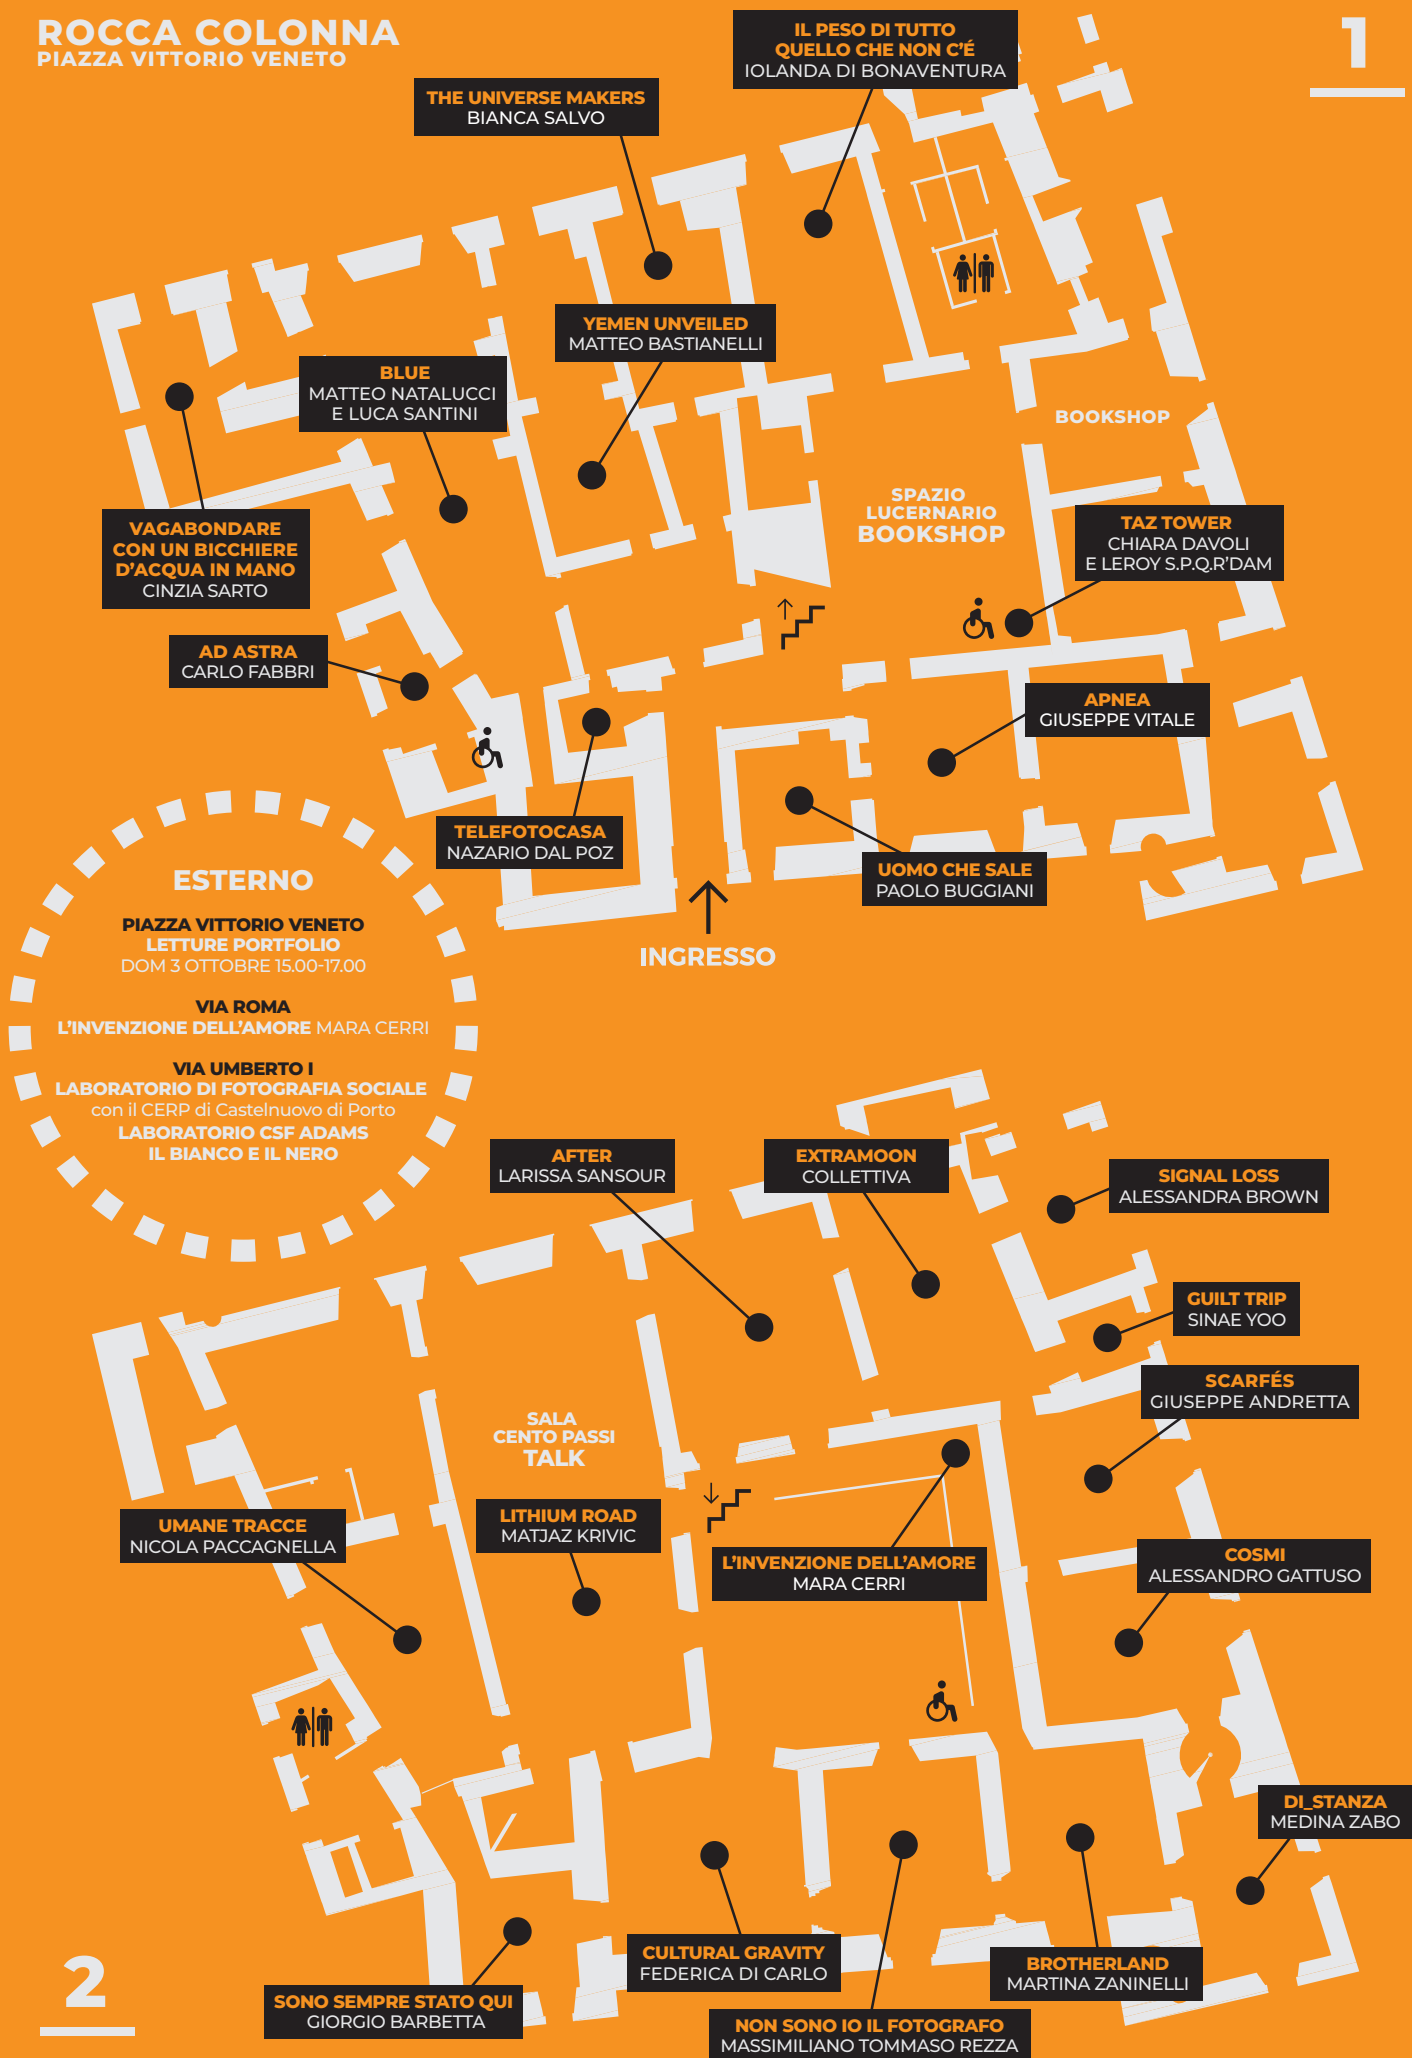 ROCCA COLONNA
PIAZZA VITTORIO VENETO
1
IL PESO DI TUTTO
QUELLO CHE NON C'É
IOLANDA DI BONAVENTURA
THE UNIVERSE MAKERS
BIANCA SALVO
YEMEN UNVEILED
MATTEO BASTIANELLI
BLUE
MATTEO NATALUCCI
E LUCA SANTINI
BOOKSHOP
SPAZIO
LUCERNARIO
BOOKSHOP
VAGABONDARE
CON UN BICCHIERE
D'ACQUA IN MANO
CINZIA SARTO
TAZ TOWER
CHIARA DAVOLI
E LEROY S.P.Q.R'DAM
AD ASTRA
CARLO FABBRI
APNEA
GIUSEPPE VITALE
TELEFOTOCASA
NAZARIO DAL POZ
UOMO CHE SALE
PAOLO BUGGIANI
INGRESSO
ESTERNO
PIAZZA VITTORIO VENETO
LETTURE PORTFOLIO
DOM 3 OTTOBRE 15.00-17.00
VIA ROMA
L'INVENZIONE DELL'AMORE MARA CERRI
VIA UMBERTO I
LABORATORIO DI FOTOGRAFIA SOCIALE
con il CERP di Castelnuovo di Porto
LABORATORIO CSF ADAMS
IL BIANCO E IL NERO
AFTER
LARISSA SANSOUR
EXTRAMOON
COLLETTIVA
SIGNAL LOSS
ALESSANDRA BROWN
GUILT TRIP
SINAE YOO
SCARFÉS
GIUSEPPE ANDRETTA
SALA
CENTO PASSI
TALK
UMANE TRACCE
NICOLA PACCAGNELLA
LITHIUM ROAD
MATJAZ KRIVIC
L'INVENZIONE DELL'AMORE
MARA CERRI
COSMI
ALESSANDRO GATTUSO
DI_STANZA
MEDINA ZABO
CULTURAL GRAVITY
FEDERICA DI CARLO
BROTHERLAND
MARTINA ZANINELLI
2
SONO SEMPRE STATO QUI
GIORGIO BARBETTA
NON SONO IO IL FOTOGRAFO
MASSIMILIANO TOMMASO REZZA